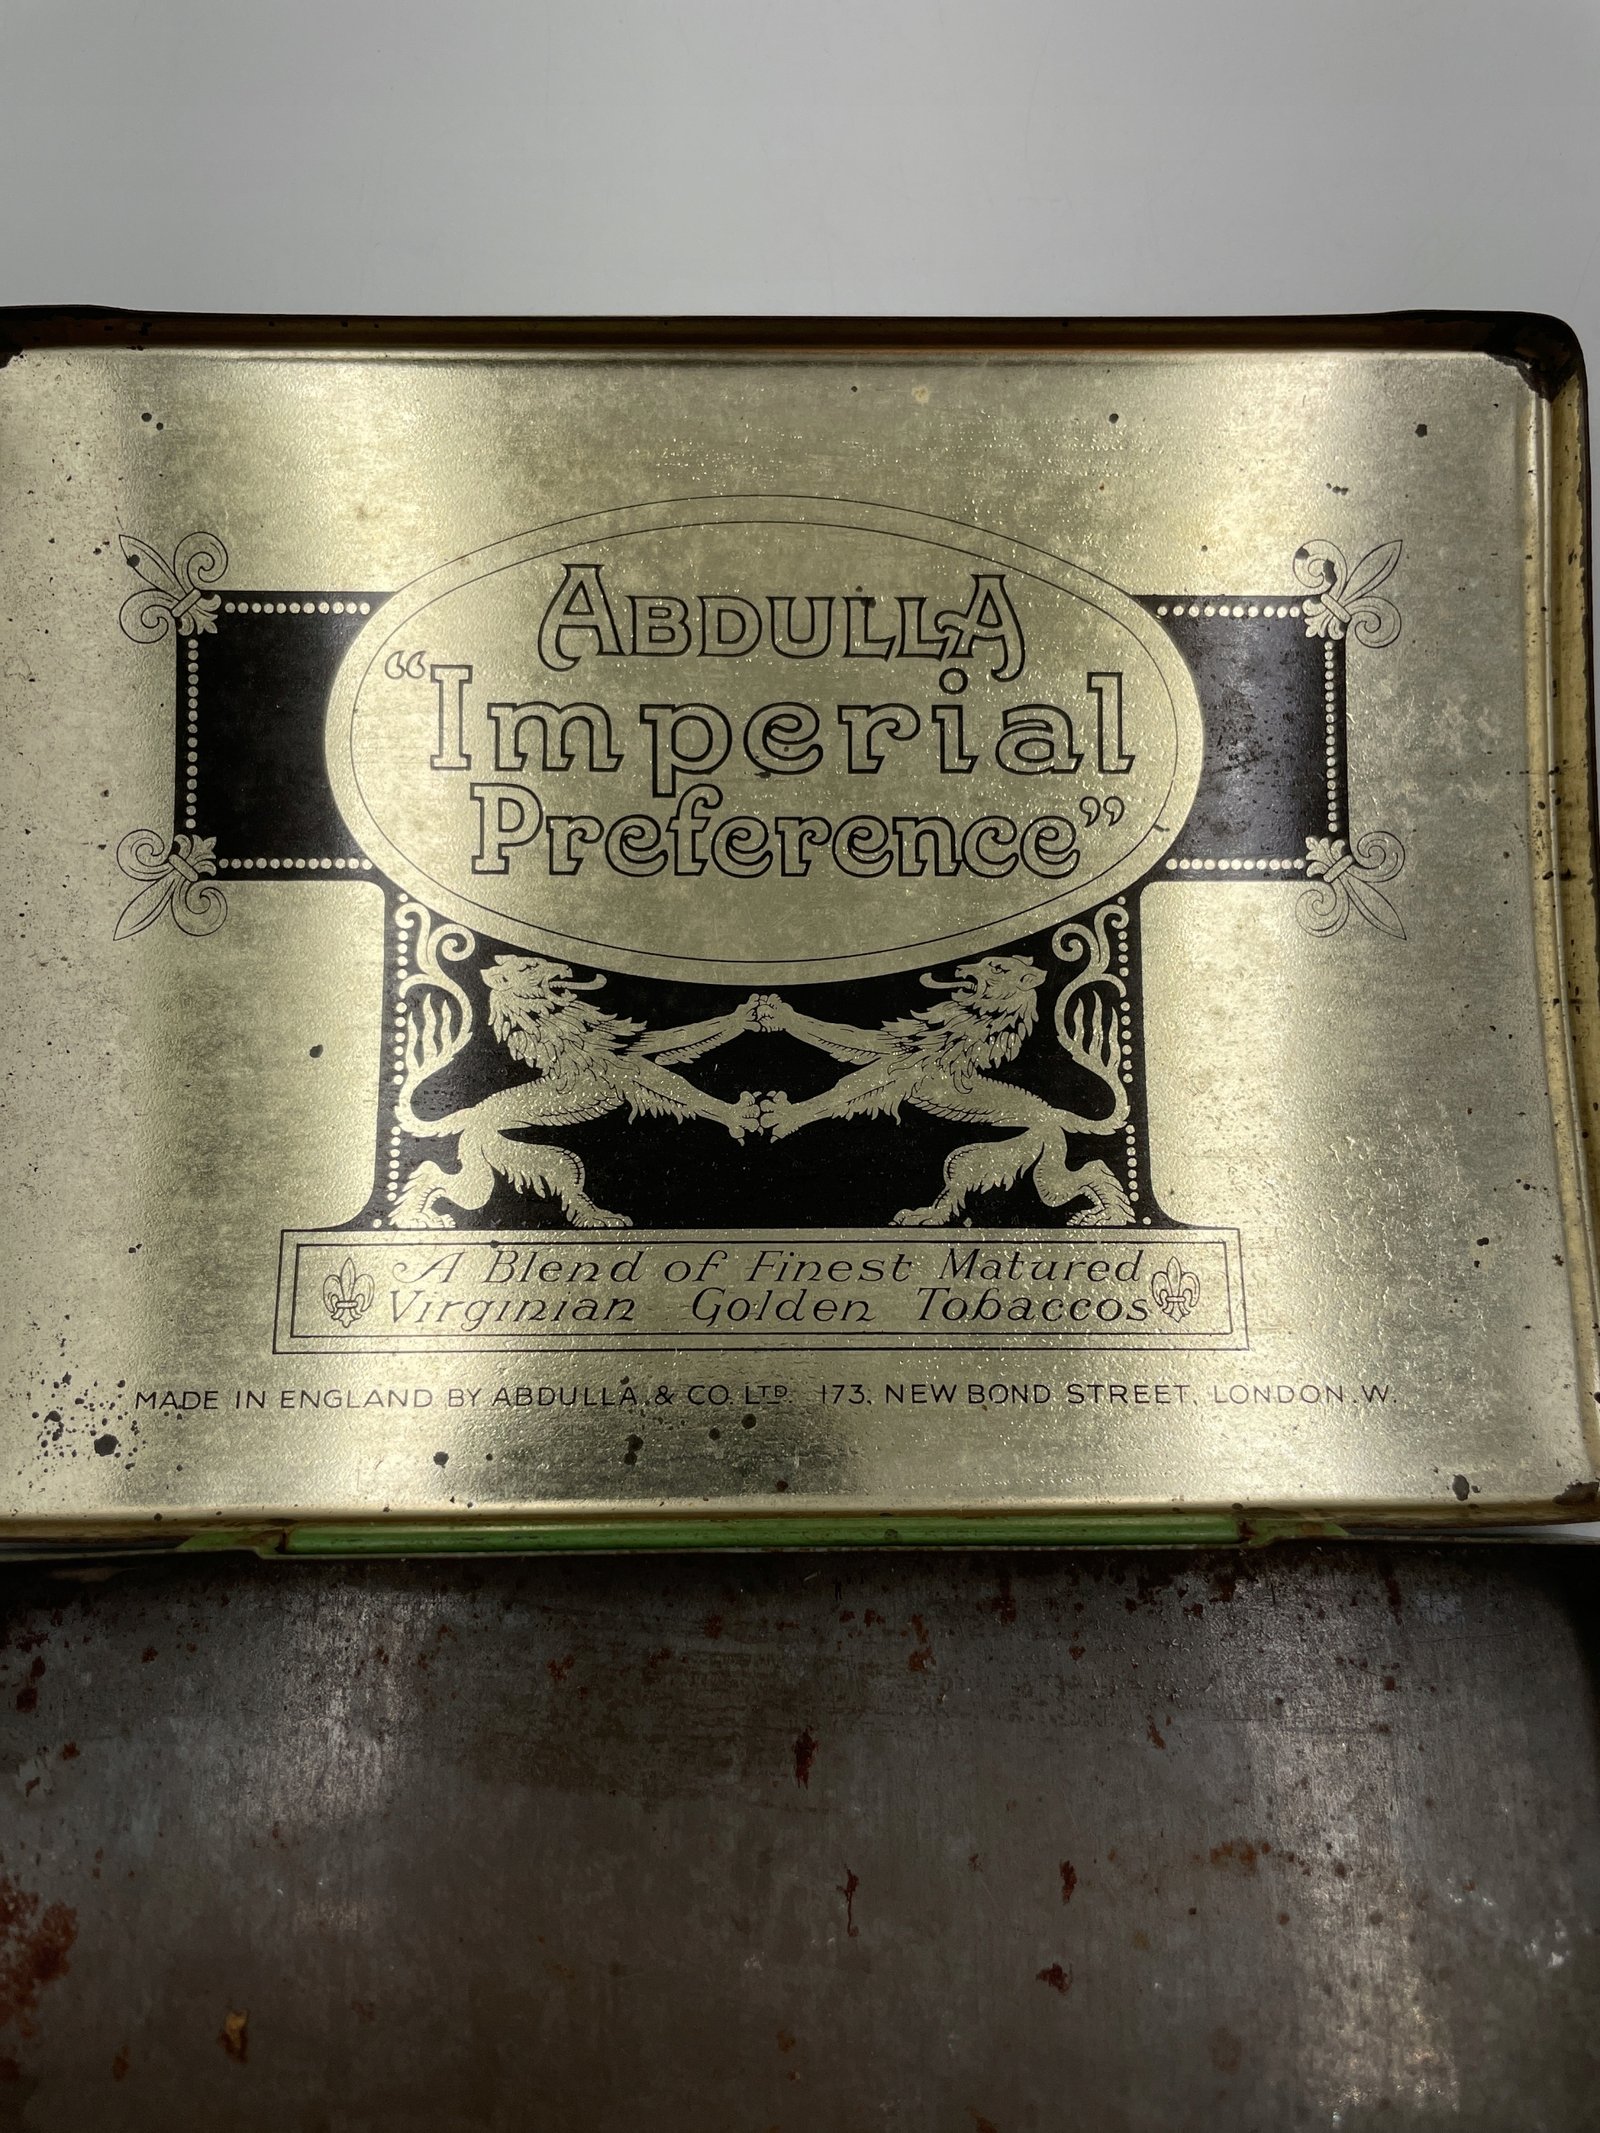 ABDULLA
“Imperial
Preference”
A Blend of Finest Matured
Virginian Golden Tobaccos
MADE IN ENGLAND BY ABDULLA & CO. LTD. 173, NEW BOND STREET, LONDON. W.